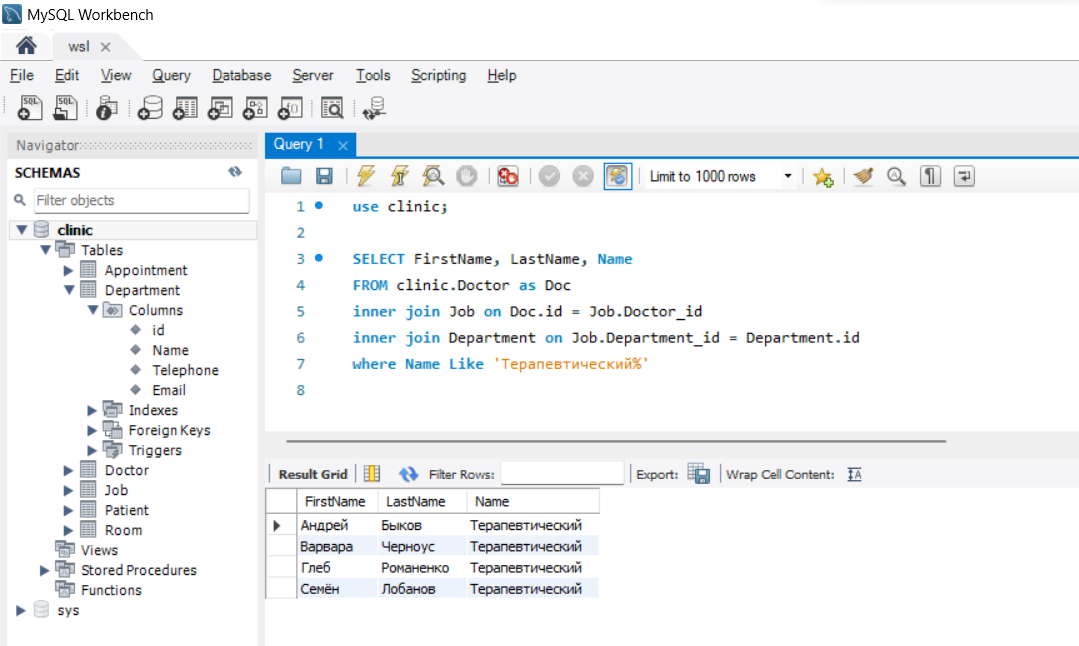 MySQL Workbench
wsl
File Edit View Query Database Server Tools Scripting Help
Navigator
SCHEMAS
Filter objects
clinic
Tables
Appointment
Department
Columns
id
Name
Telephone
Email
Indexes
Foreign Keys
Triggers
Doctor
Job
Patient
Room
Views
Stored Procedures
Functions
sys
Query 1
Limit to 1000 rows
1 use clinic;
2
3 SELECT FirstName, LastName, Name
4 FROM clinic.Doctor as Doc
5 inner join Job on Doc.id = Job.Doctor_id
6 inner join Department on Job.Department_id = Department.id
7 where Name Like 'Терапевтический%'
8
Result Grid Filter Rows: Export: Wrap Cell Content:
FirstName LastName Name
Андрей Быков Терапевтический
Варвара Черноус Терапевтический
Глеб Романенко Терапевтический
Семён Лобанов Терапевтический